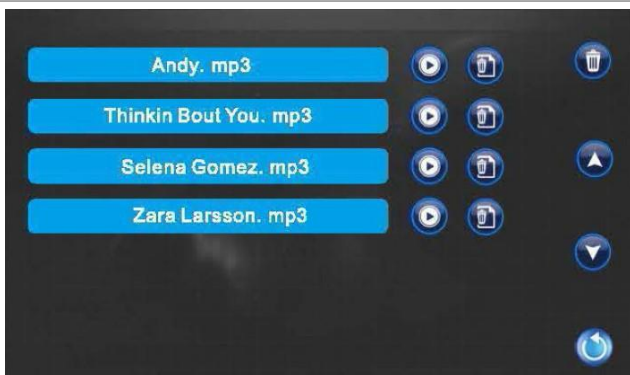 Andy. mp3
Thinkin Bout You. mp3
Selena Gomez. mp3
Zara Larsson. mp3